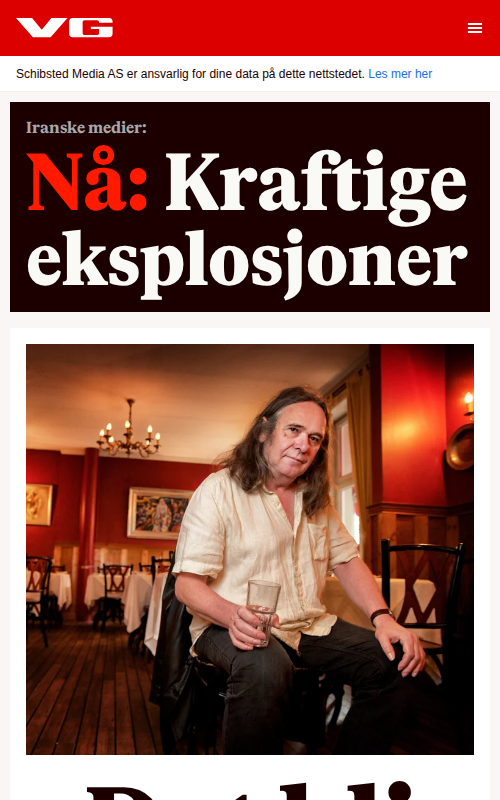 VG
Schibsted Media AS er ansvarlig for dine data på dette nettstedet. Les mer her
Iranske medier:
Nå: Kraftige
eksplosjoner